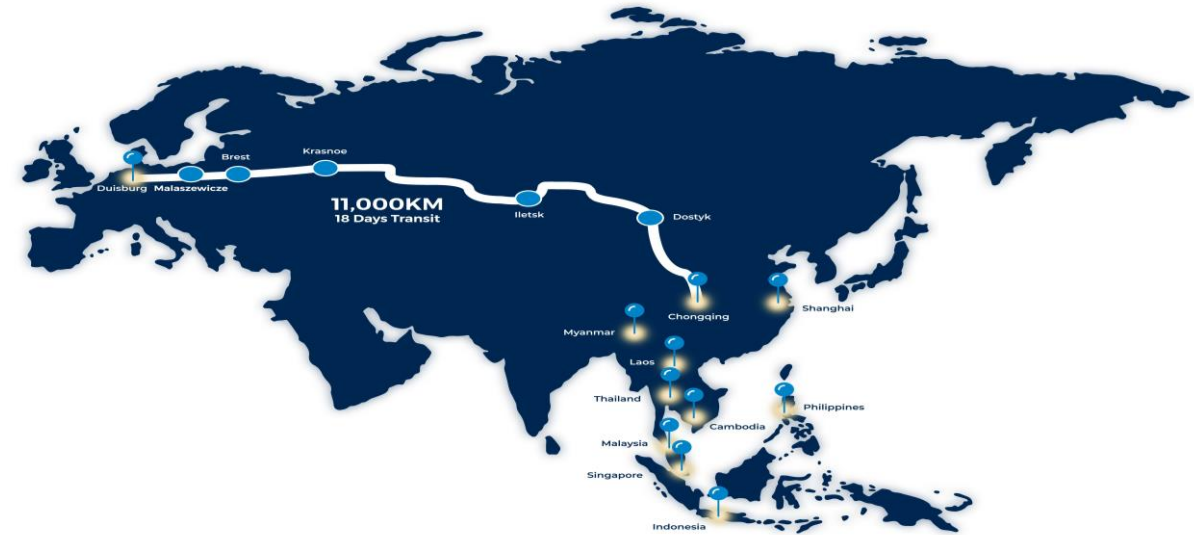 Brest
Krasnoe
Duisburg
Malaszewicze
11,000KM
18 Days Transit
Iletsk
Dostyk
Chongqing
Shanghai
Myanmar
Laos
Thailand
Philippines
Cambodia
Malaysia
Singapore
Indonesia